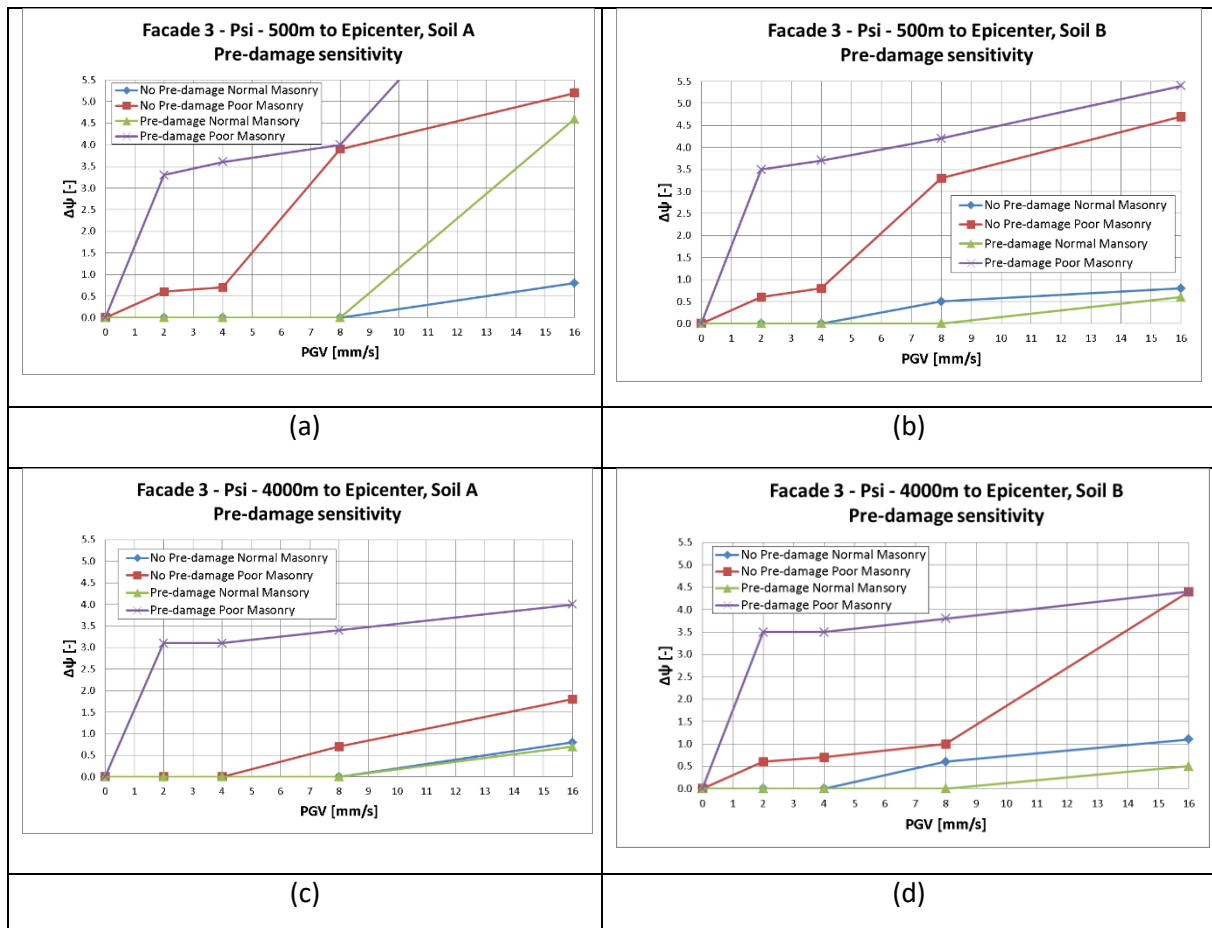 Facade 3 - Psi - 500m to Epicenter, Soil A
Pre-damage sensitivity
5.5
5.0
4.5
4.0
3.5
3.0
2.5
2.0
1.5
1.0
0.5
0.0
Δψ [-]
No Pre-damage Normal Masonry
No Pre-damage Poor Masonry
Pre-damage Normal Mansory
Pre-damage Poor Masonry
0 1 2 3 4 5 6 7 8 9 10 11 12 13 14 15 16
PGV [mm/s]
(a)
Facade 3 - Psi - 500m to Epicenter, Soil B
Pre-damage sensitivity
5.5
5.0
4.5
4.0
3.5
3.0
2.5
2.0
1.5
1.0
0.5
0.0
Δψ [-]
No Pre-damage Normal Masonry
No Pre-damage Poor Masonry
Pre-damage Normal Mansory
Pre-damage Poor Masonry
0 1 2 3 4 5 6 7 8 9 10 11 12 13 14 15 16
PGV [mm/s]
(b)
Facade 3 - Psi - 4000m to Epicenter, Soil A
Pre-damage sensitivity
5.5
5.0
4.5
4.0
3.5
3.0
2.5
2.0
1.5
1.0
0.5
0.0
Δψ [-]
No Pre-damage Normal Masonry
No Pre-damage Poor Masonry
Pre-damage Normal Mansory
Pre-damage Poor Masonry
0 1 2 3 4 5 6 7 8 9 10 11 12 13 14 15 16
PGV [mm/s]
(c)
Facade 3 - Psi - 4000m to Epicenter, Soil B
Pre-damage sensitivity
5.5
5.0
4.5
4.0
3.5
3.0
2.5
2.0
1.5
1.0
0.5
0.0
Δψ [-]
No Pre-damage Normal Masonry
No Pre-damage Poor Masonry
Pre-damage Normal Mansory
Pre-damage Poor Masonry
0 1 2 3 4 5 6 7 8 9 10 11 12 13 14 15 16
PGV [mm/s]
(d)